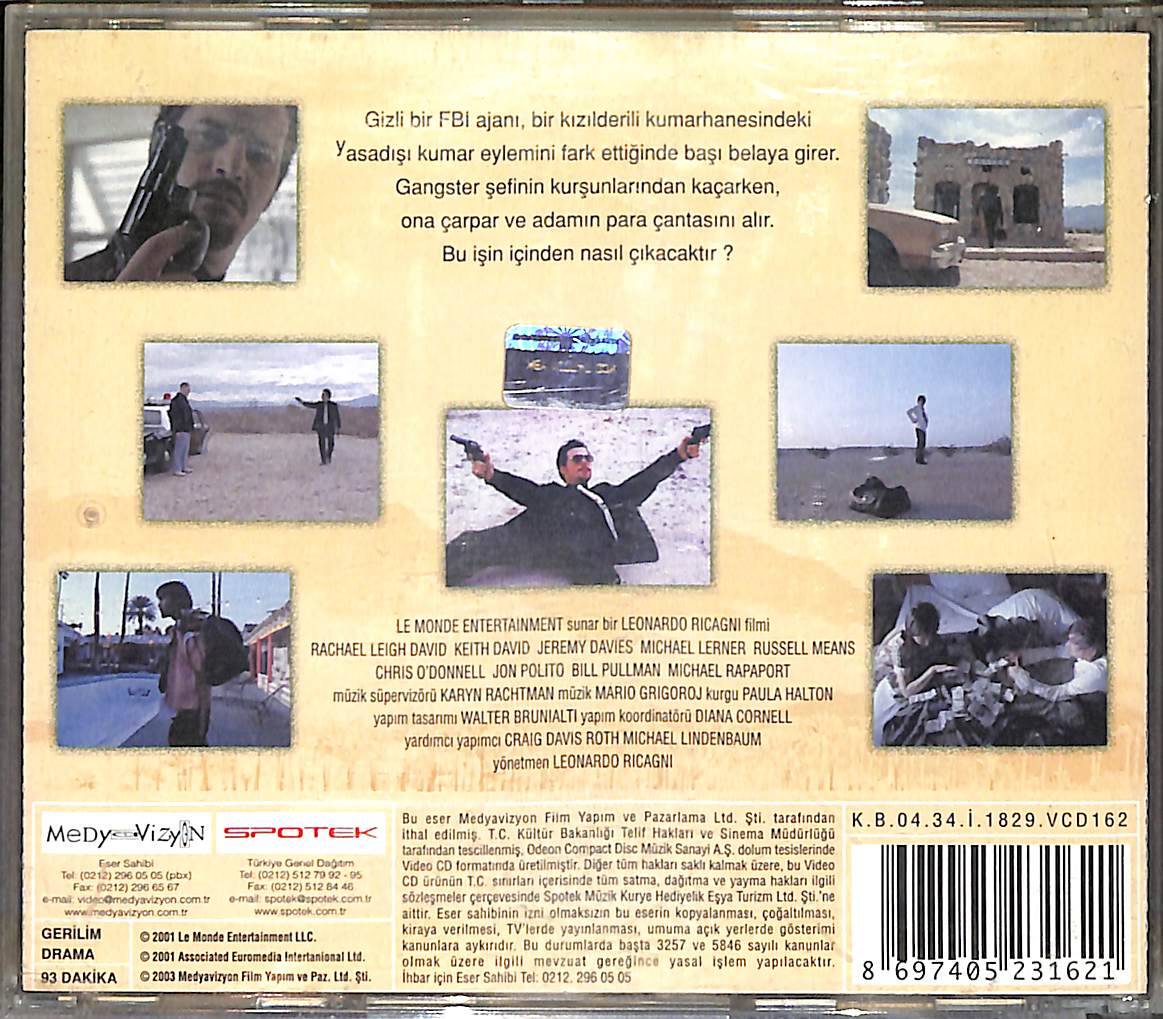 Gizli bir FBI ajanı, bir kızılderili kumarhanesindeki
yasadışı kumar eylemini fark ettiğinde başı belaya girer.
Gangster şefinin kurşunlarından kaçarken,
ona çarpar ve adamın para çantasını alır.
Bu işin içinden nasıl çıkacaktır ?
LE MONDE ENTERTAINMENT sunar bir LEONARDO RICAGNI filmi
RACHAEL LEIGH DAVID KEITH DAVID JEREMY DAVIES MICHAEL LERNER RUSSELL MEANS
CHRIS O'DONNELL JON POLITO BILL PULLMAN MICHAEL RAPAPORT
müzik süpervizörü KARYN RACHTMAN müzik MARIO GRIGOROJ kurgu PAULA HALTON
yapım tasarımı WALTER BRUNIALTI yapım koordinatörü DIANA CORNELL
yardımcı yapımcı CRAIG DAVIS ROTH MICHAEL LINDENBAUM
yönetmen LEONARDO RICAGNI
MeDyaVizyON
Eser Sahibi
Tel: (0212) 296 05 05 (pbx)
Fax: (0212) 296 65 67
e-mail: video@medyavizyon.com.tr
www.medyavizyon.com.tr
SPOTEK
Türkiye Genel Dağıtım
Tel: (0212) 512 79 92 - 95
Fax: (0212) 512 84 46
e-mail: spotek@spotek.com.tr
www.spotek.com.tr
GERİLİM
DRAMA
93 DAKİKA
© 2001 Le Monde Entertainment LLC.
© 2001 Associated Euromedia Intertanional Ltd.
© 2003 Medyavizyon Film Yapım ve Paz. Ltd. Şti.
Bu eser Medyavizyon Film Yapım ve Pazarlama Ltd. Şti. tarafından
ithal edilmiş. T.C. Kültür Bakanlığı Telif Hakları ve Sinema Müdürlüğü
tarafından tescillenmiş, Odeon Compact Disc Müzik Sanayi A.Ş. dolum tesislerinde
Video CD formatında üretilmiştir. Diğer tüm hakları saklı kalmak üzere, bu Video
CD ürünün T.C. sınırları içerisinde tüm satma, dağıtma ve yayma hakları ilgili
sözleşmeler çerçevesinde Spotek Müzik Kurye Hediyelik Eşya Turizm Ltd. Şti.'ne
aittir. Eser sahibinin izni olmaksızın bu eserin kopyalanması, çoğaltılması,
kiraya verilmesi, TV'lerde yayınlanması, umuma açık yerlerde gösterimi
kanunlara aykırıdır. Bu durumlarda başta 3257 ve 5846 sayılı kanunlar
olmak üzere ilgili mevzuat gereğince yasal işlem yapılacaktır.
İhbar için Eser Sahibi Tel: 0212. 296 05 05
K.B.04.34.İ.1829.VCD162
8 697405 231621